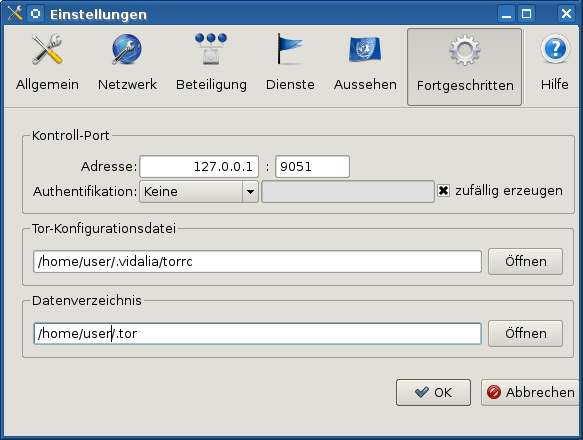 Einstellungen
Allgemein Netzwerk Beteiligung Dienste Aussehen Fortgeschritten Hilfe
Kontroll-Port
Adresse: 127.0.0.1 : 9051
Authentifikation: Keine zufällig erzeugen
Tor-Konfigurationsdatei
/home/user/.vidalia/torrc Öffnen
Datenverzeichnis
/home/user/.tor Öffnen
OK Abbrechen